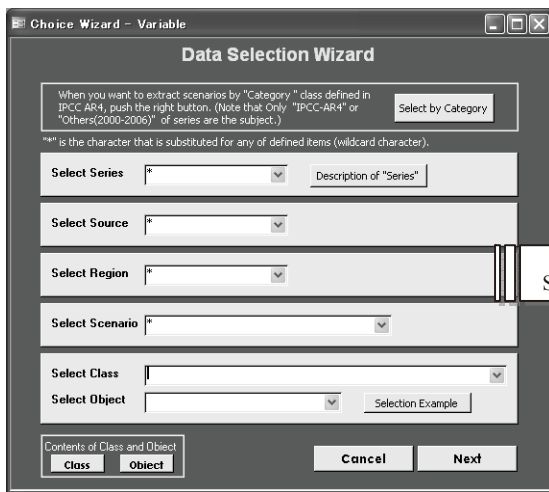 Choice Wizard - Variable
Data Selection Wizard
When you want to extract scenarios by "Category " class defined in
IPCC AR4, push the right button. (Note that Only "IPCC-AR4" or
"Others(2000-2006)" of series are the subject.)
Select by Category
"*" is the character that is substituted for any of defined items (wildcard character).
Select Series * Description of "Series"
Select Source *
Select Region *
S
Select Scenario *
Select Class
Select Object Selection Example
Contents of Class and Object
Class Object
Cancel Next